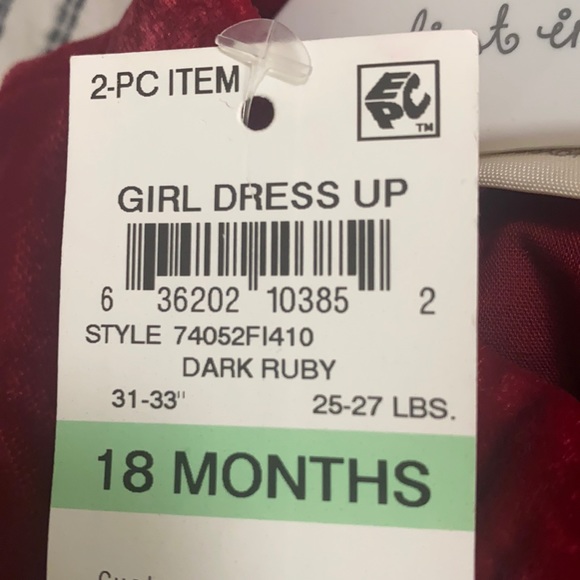 2-PC ITEM
EPC
TM
GIRL DRESS UP
6 36202 10385 2
STYLE 74052FI410
DARK RUBY
31-33" 25-27 LBS.
18 MONTHS